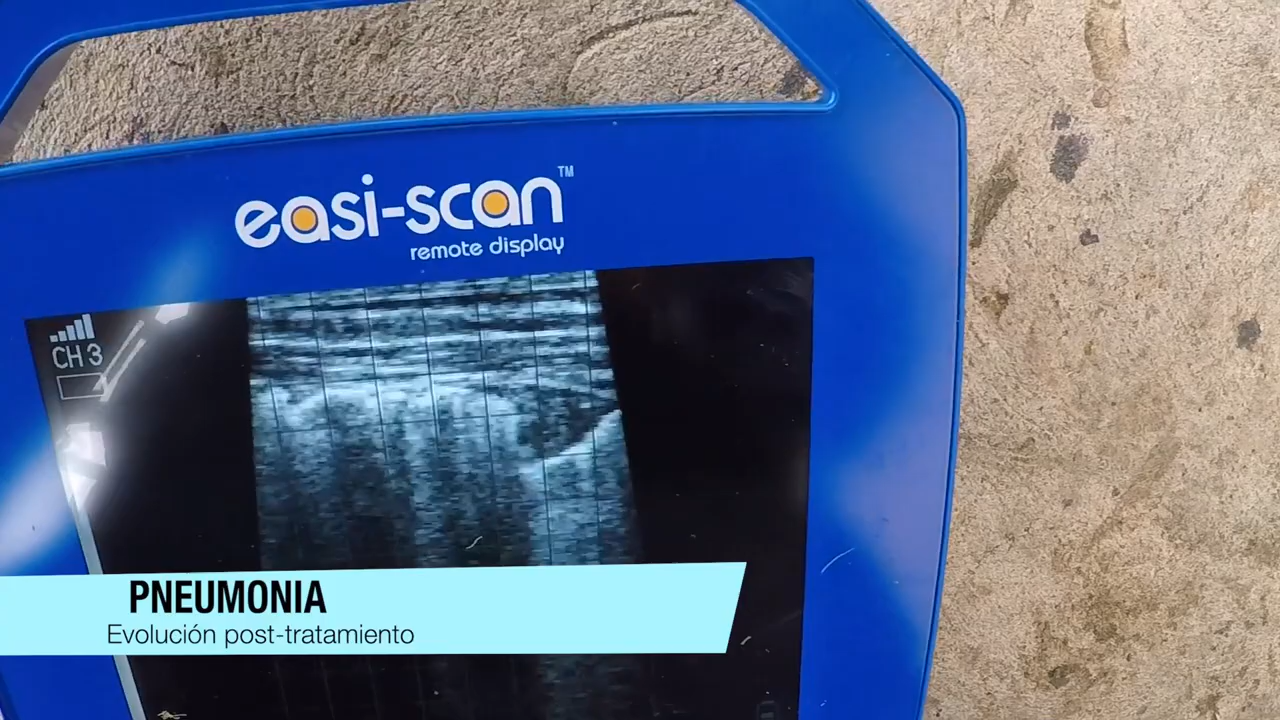 easi-scan™
remote display
CH 3
PNEUMONIA
Evolución post-tratamiento